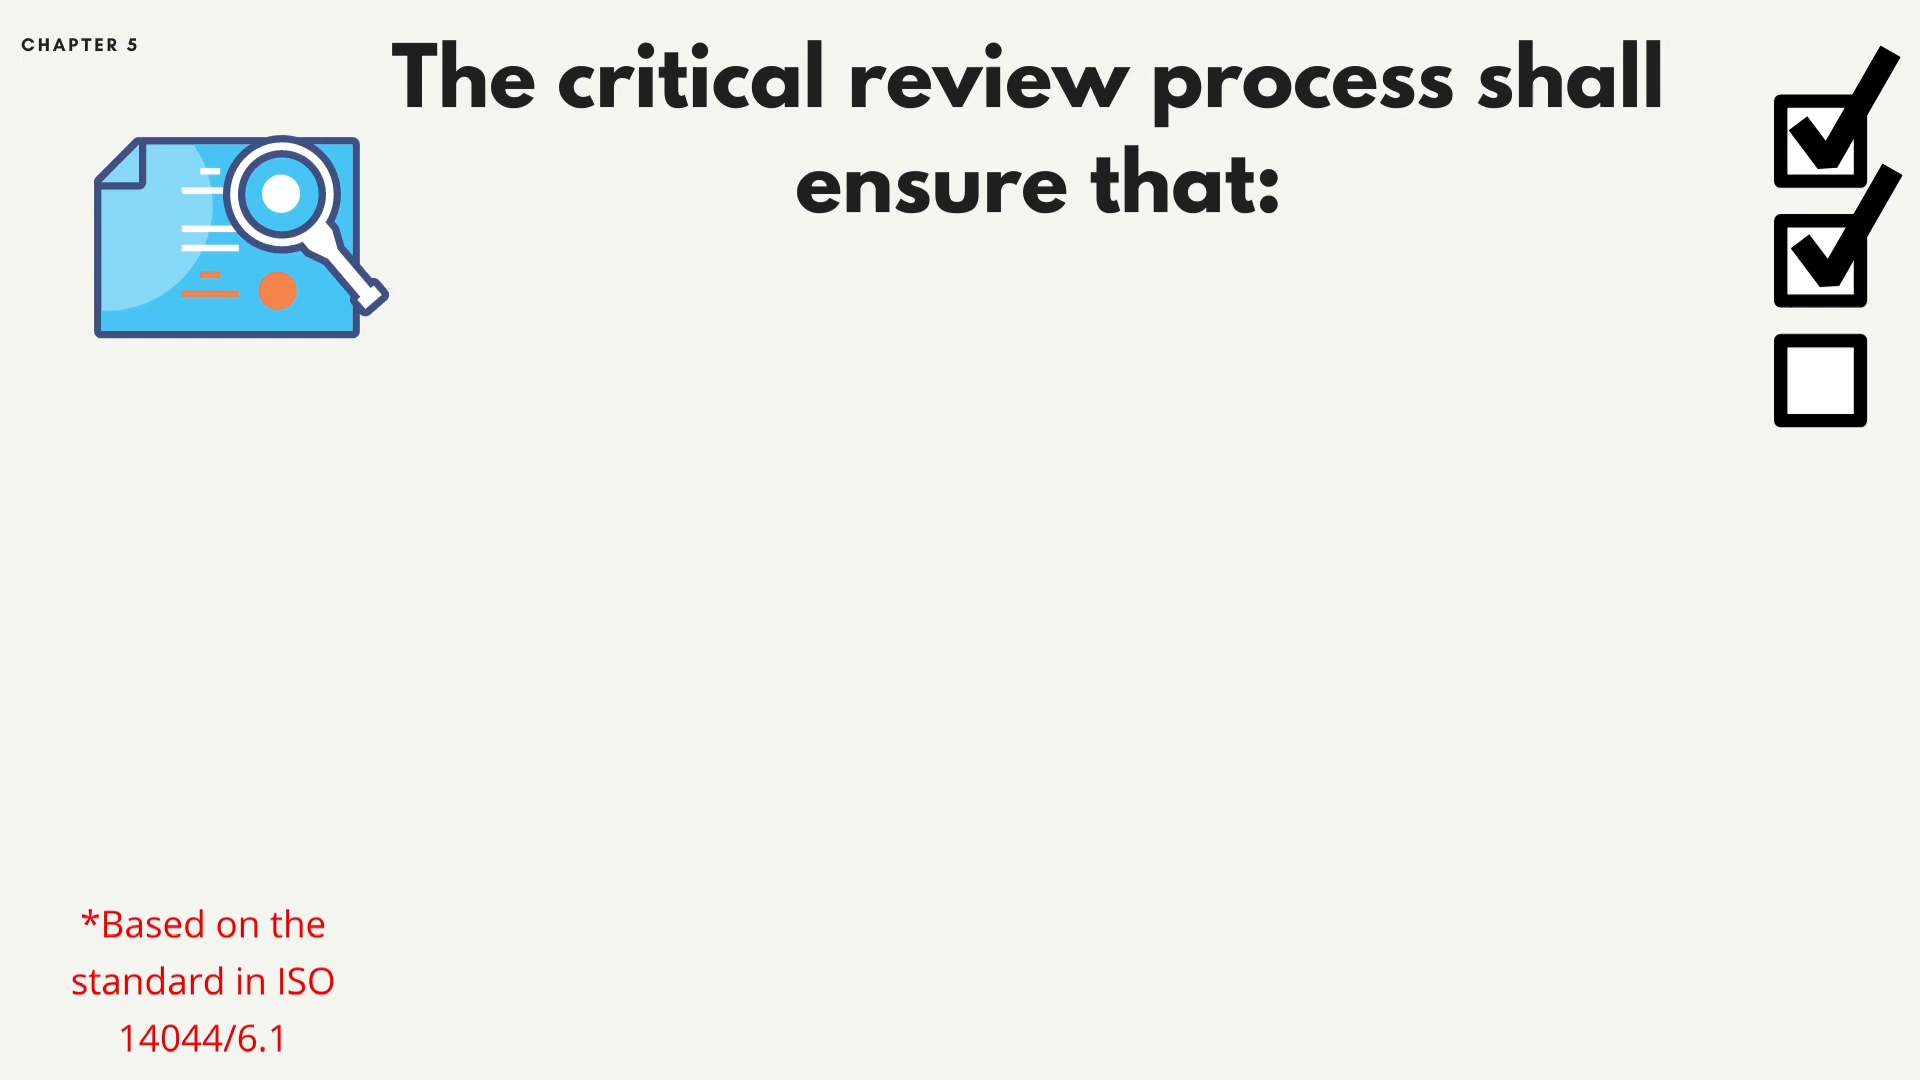 CHAPTER 5
The critical review process shall
ensure that:
*Based on the
standard in ISO
14044/6.1